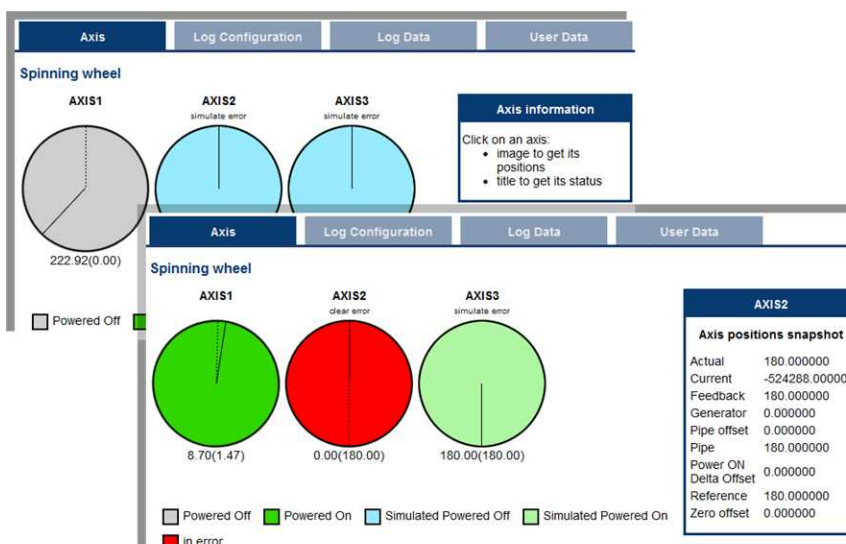 Axis
Log Configuration
Log Data
User Data
Spinning wheel
AXIS1
AXIS2
simulate error
AXIS3
simulate error
222.92(0.00)
Axis information
Click on an axis:
• image to get its
positions
• title to get its status
Powered Off
Axis
Log Configuration
Log Data
User Data
Spinning wheel
AXIS1
AXIS2
clear error
AXIS3
simulate error
8.70(1.47)
0.00(180.00)
180.00(180.00)
Powered Off
Powered On
Simulated Powered Off
Simulated Powered On
in error
AXIS2
Axis positions snapshot
Actual 180.000000
Current -524288.00000
Feedback 180.000000
Generator 0.000000
Pipe offset 0.000000
Pipe 180.000000
Power ON
Delta Offset 0.000000
Reference 180.000000
Zero offset 0.000000